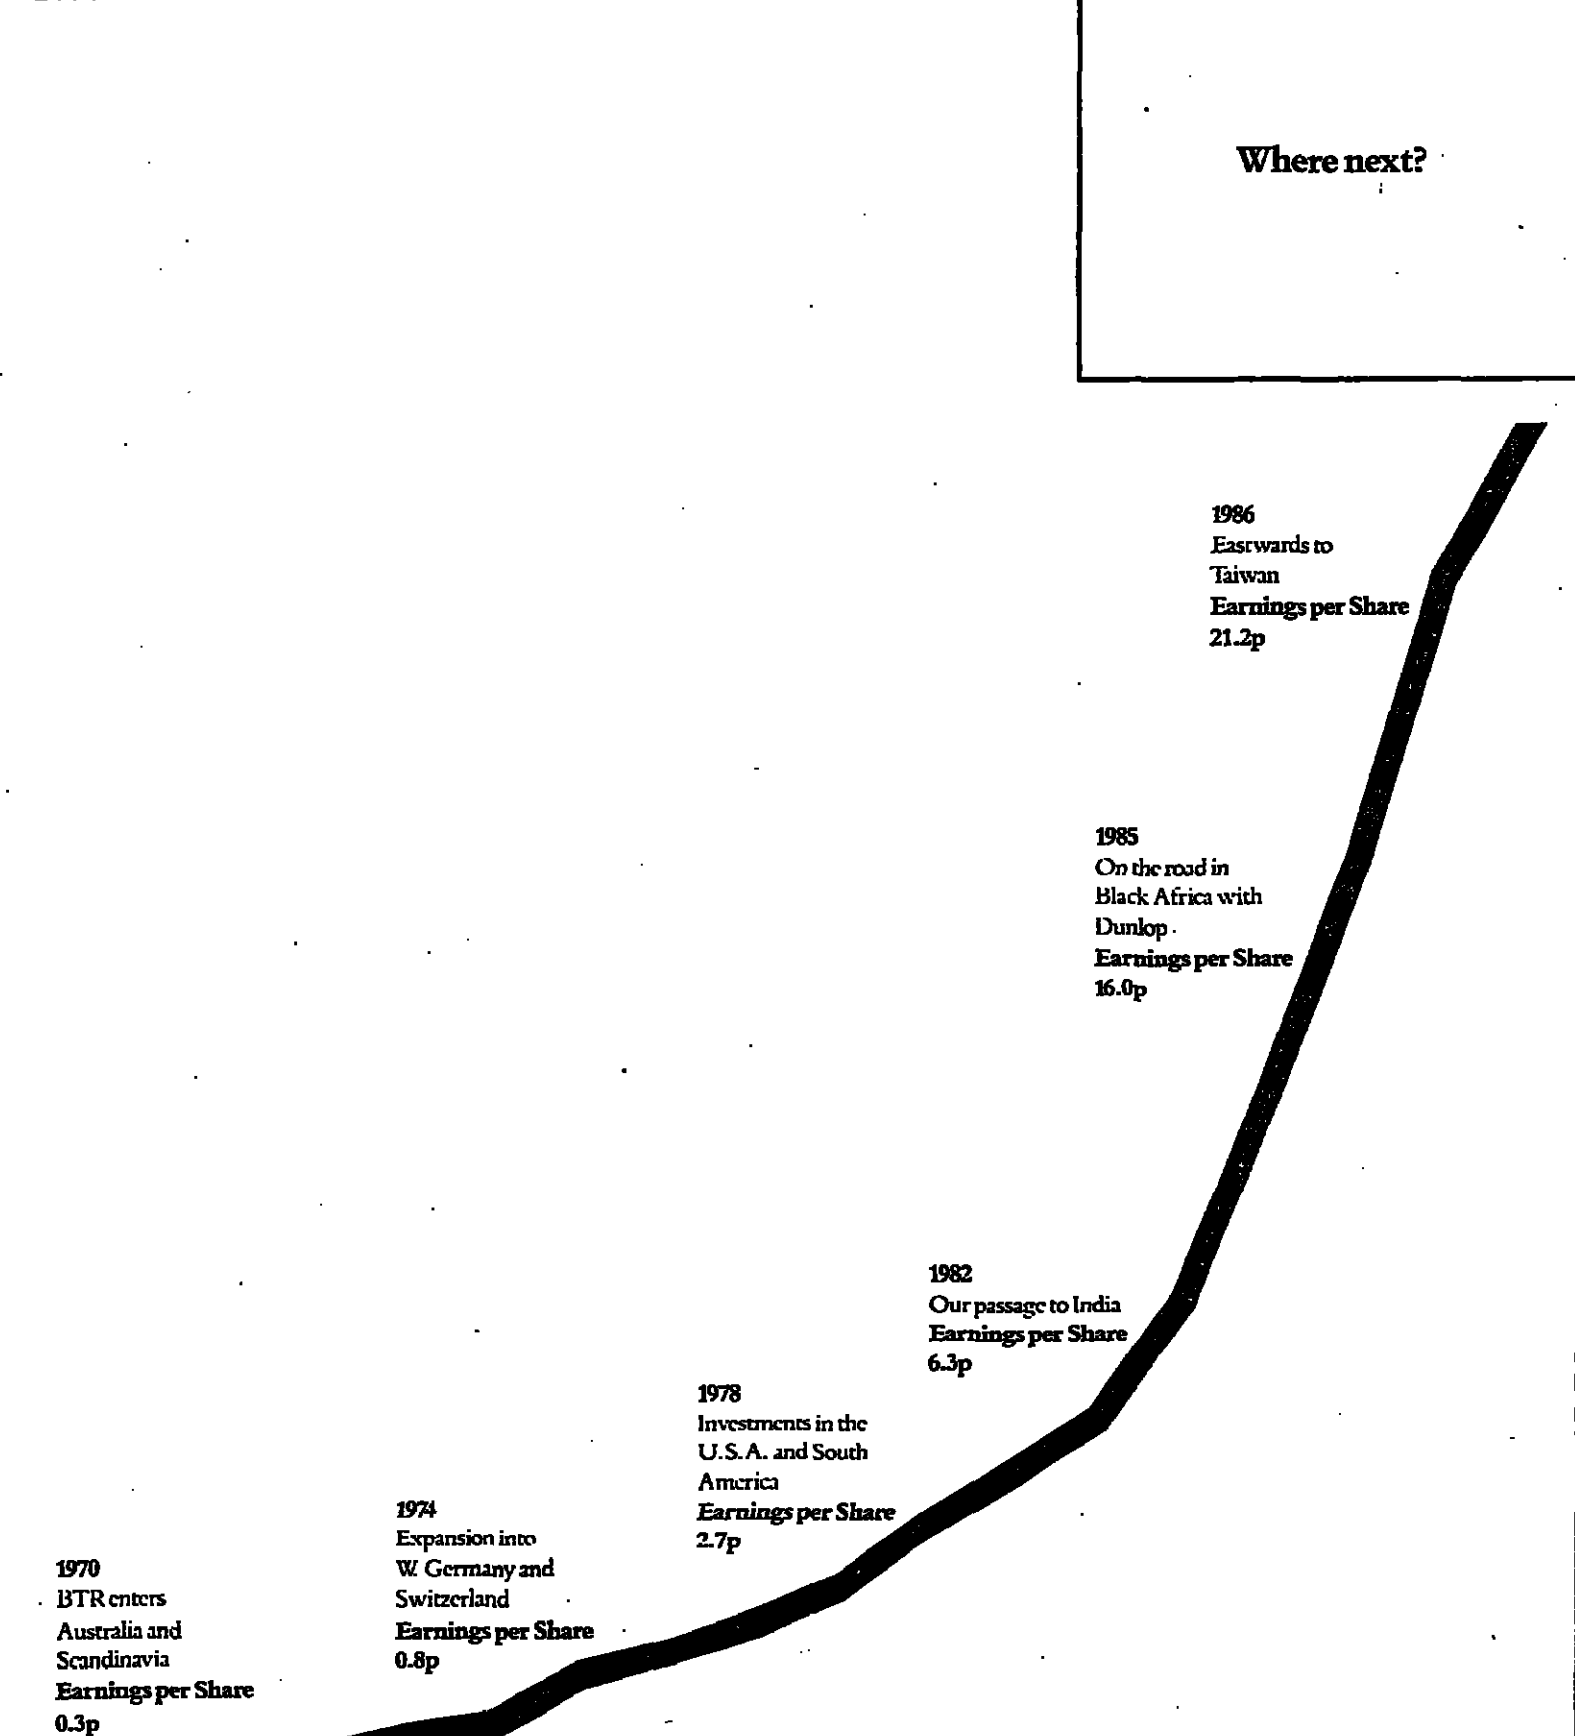 Where next?
1986
Eastwards to
Taiwan
Earnings per Share
21.2p
1985
On the road in
Black Africa with
Dunlop
Earnings per Share
16.0p
1982
Our passage to India
Earnings per Share
6.3p
1978
Investments in the
U.S.A. and South
America
Earnings per Share
2.7p
1974
Expansion into
W. Germany and
Switzerland
Earnings per Share
0.8p
1970
BTR enters
Australia and
Scandinavia
Earnings per Share
0.3p